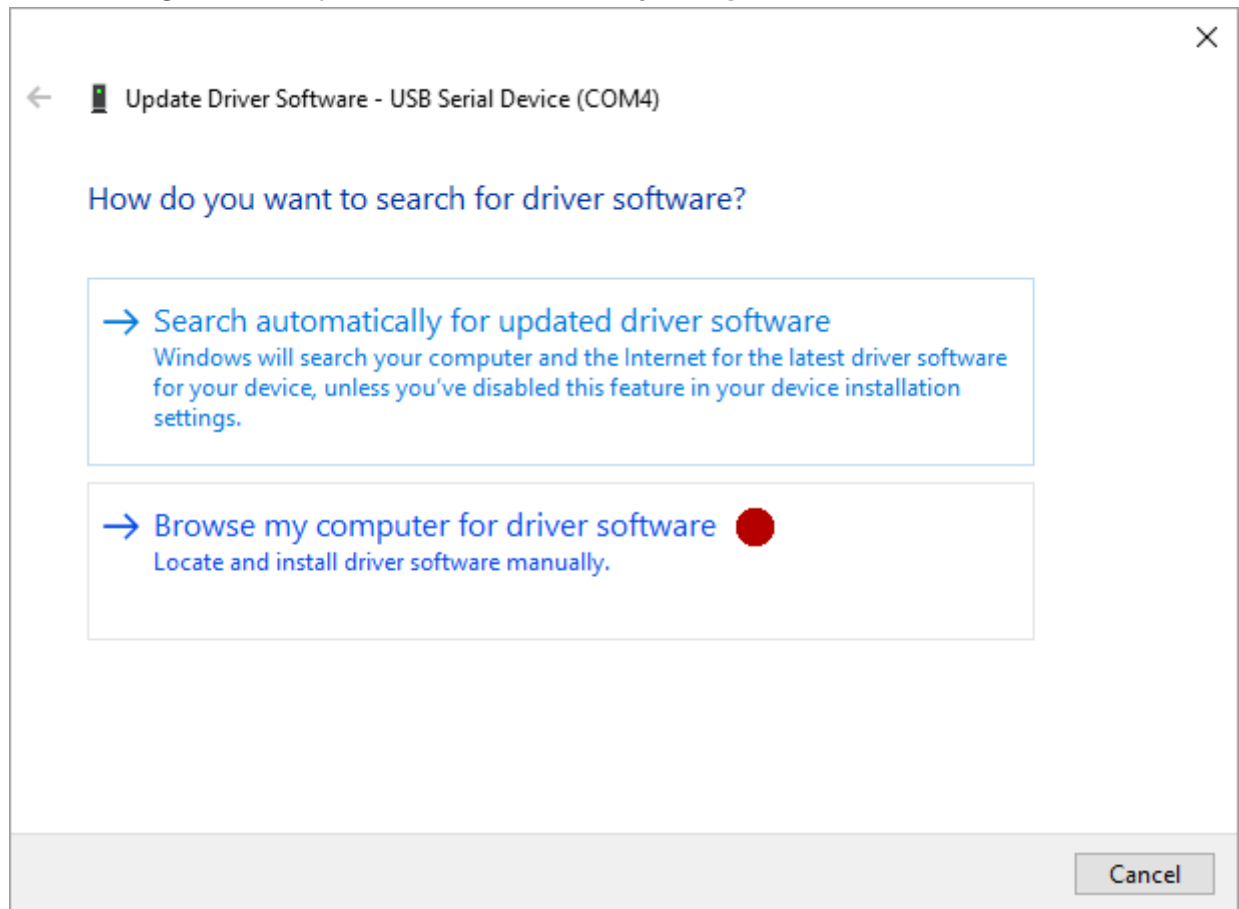 Update Driver Software - USB Serial Device (COM4)
How do you want to search for driver software?
Search automatically for updated driver software
Windows will search your computer and the Internet for the latest driver software
for your device, unless you've disabled this feature in your device installation
settings.
Browse my computer for driver software
Locate and install driver software manually.
Cancel